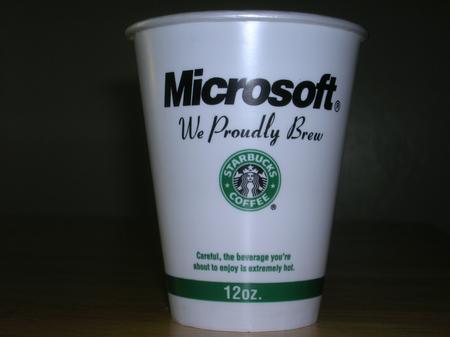 Microsoft®
We Proudly Brew
STARBUCKS
COFFEE
®
Careful, the beverage you're
about to enjoy is extremely hot.
12oz.